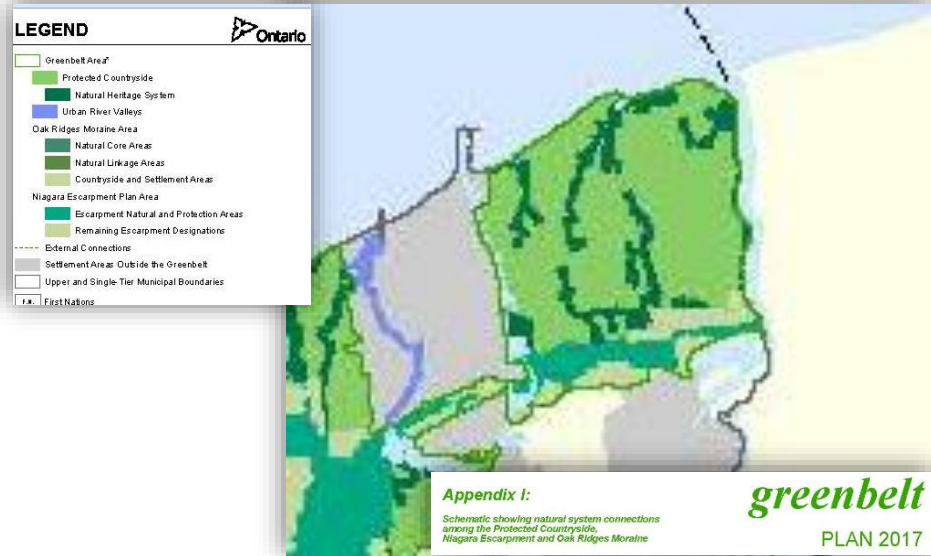 LEGEND
Ontario
Greenbelt Area*
Protected Countryside
Natural Heritage System
Urban River Valleys
Oak Ridges Moraine Area
Natural Core Areas
Natural Linkage Areas
Countryside and Settlement Areas
Niagara Escarpment Plan Area
Escarpment Natural and Protection Areas
Remaining Escarpment Designations
External Connections
Settlement Areas Outside the Greenbelt
Upper and Single-Tier Municipal Boundaries
First Nations
Appendix I:
Schematic showing natural system connections
among the Protected Countryside,
Niagara Escarpment and Oak Ridges Moraine
greenbelt
PLAN 2017